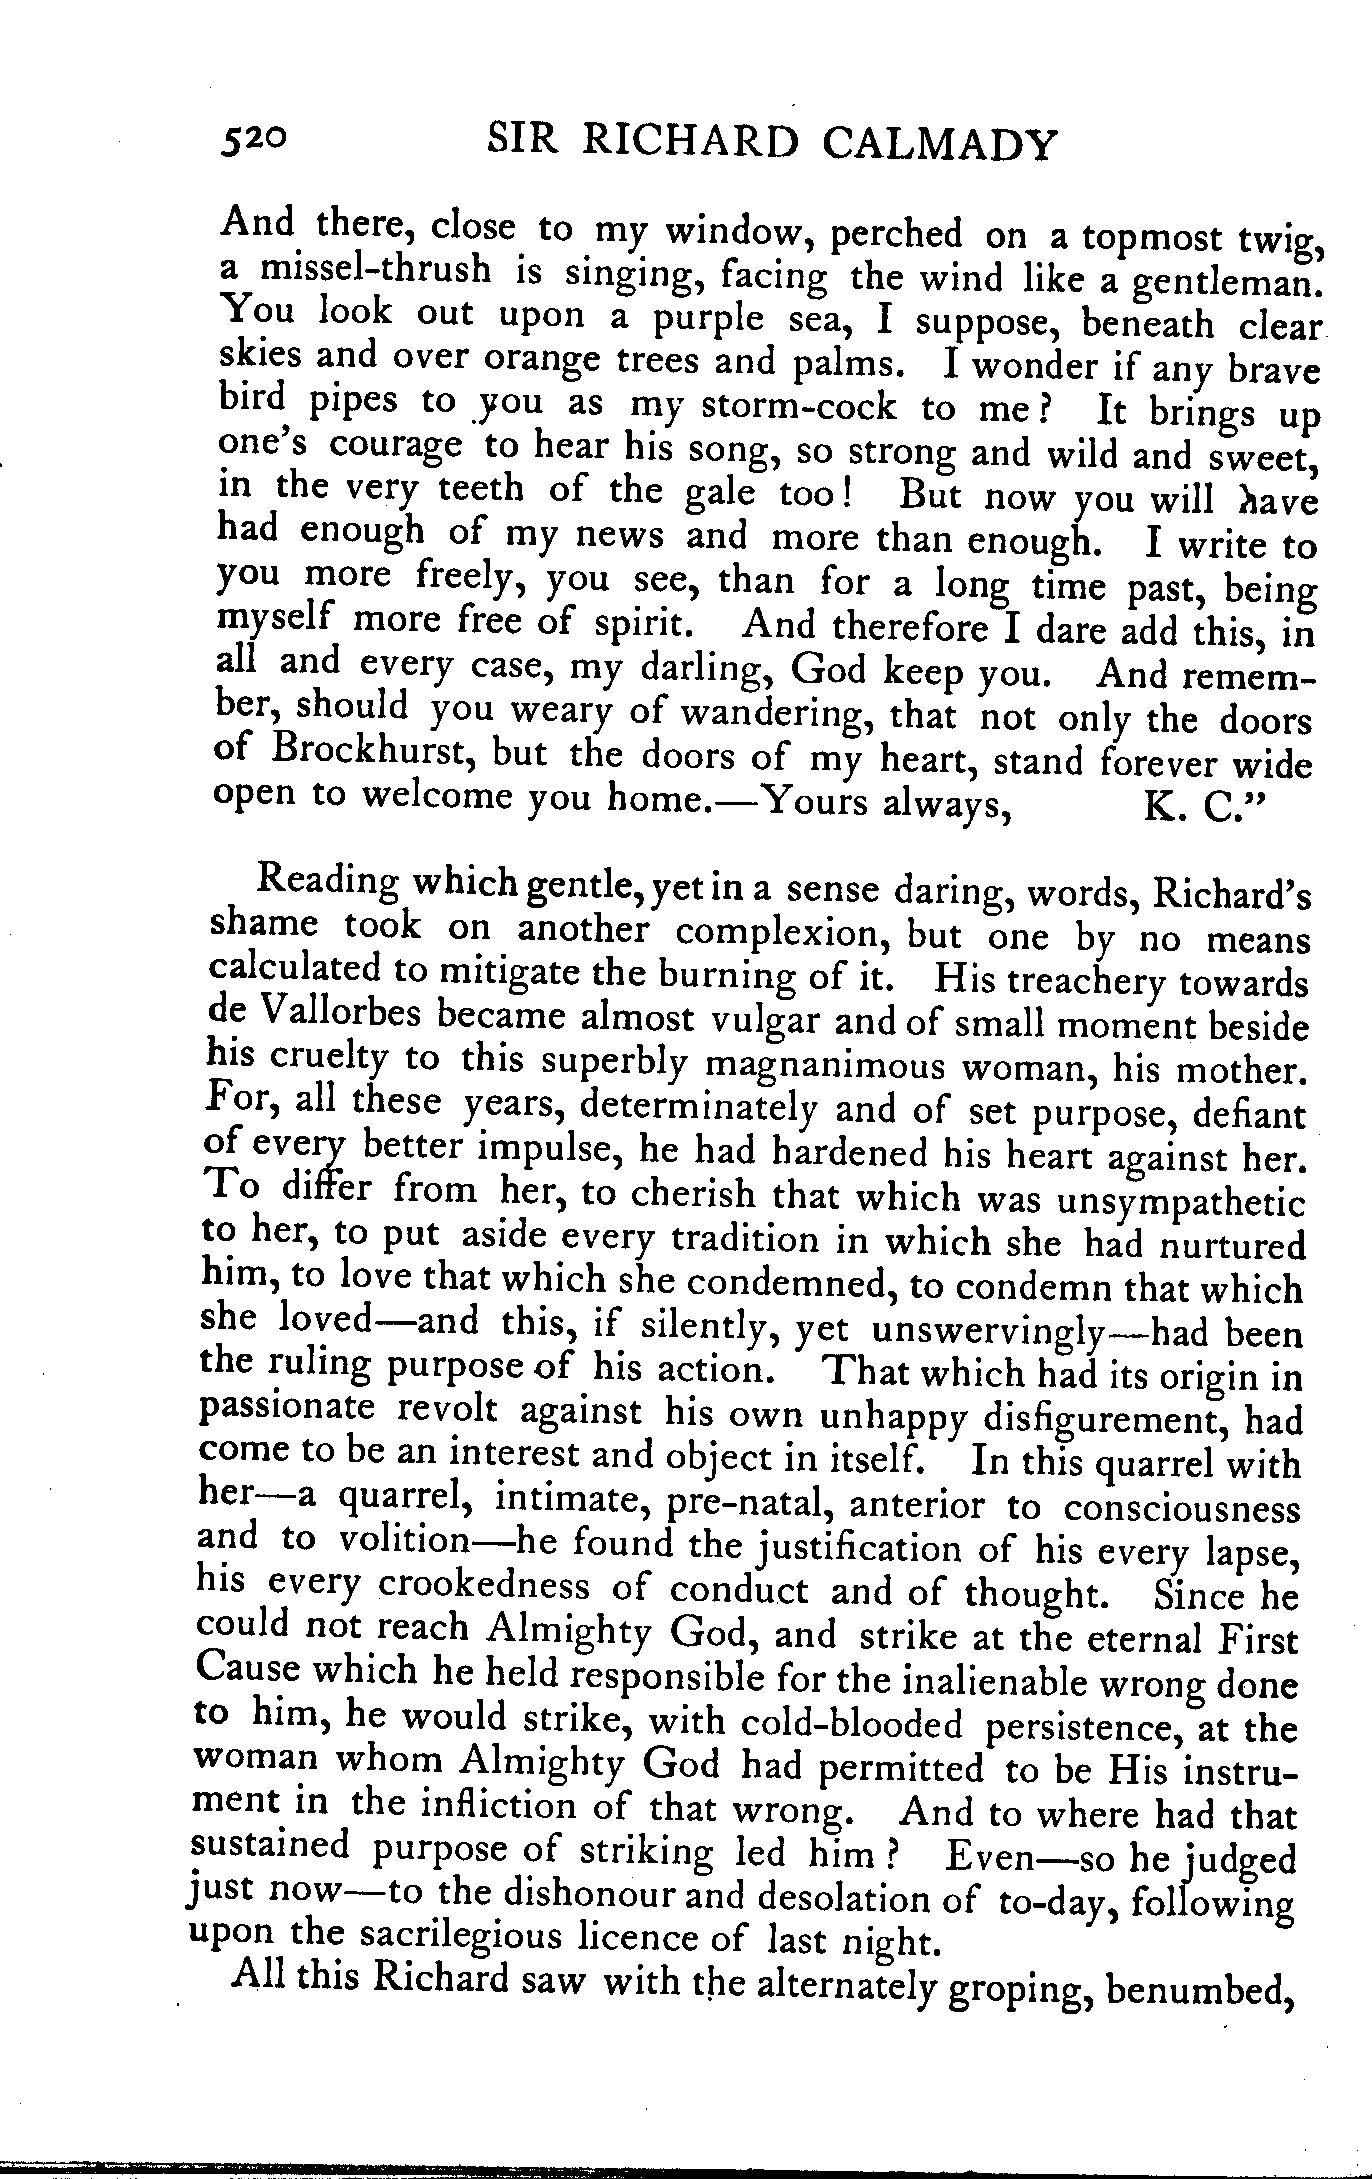 520 SIR RICHARD CALMADY
And there, close to my window, perched on a topmost twig,
a missel-thrush is singing, facing the wind like a gentleman.
You look out upon a purple sea, I suppose, beneath clear
skies and over orange trees and palms. I wonder if any brave
bird pipes to you as my storm-cock to me? It brings up
one's courage to hear his song, so strong and wild and sweet,
in the very teeth of the gale too! But now you will have
had enough of my news and more than enough. I write to
you more freely, you see, than for a long time past, being
myself more free of spirit. And therefore I dare add this, in
all and every case, my darling, God keep you. And remem-
ber, should you weary of wandering, that not only the doors
of Brockhurst, but the doors of my heart, stand forever wide
open to welcome you home.—Yours always, K. C."
Reading which gentle, yet in a sense daring, words, Richard's
shame took on another complexion, but one by no means
calculated to mitigate the burning of it. His treachery towards
de Vallorbes became almost vulgar and of small moment beside
his cruelty to this superbly magnanimous woman, his mother.
For, all these years, determinately and of set purpose, defiant
of every better impulse, he had hardened his heart against her.
To differ from her, to cherish that which was unsympathetic
to her, to put aside every tradition in which she had nurtured
him, to love that which she condemned, to condemn that which
she loved—and this, if silently, yet unswervingly—had been
the ruling purpose of his action. That which had its origin in
passionate revolt against his own unhappy disfigurement, had
come to be an interest and object in itself. In this quarrel with
her—a quarrel, intimate, pre-natal, anterior to consciousness
and to volition—he found the justification of his every lapse,
his every crookedness of conduct and of thought. Since he
could not reach Almighty God, and strike at the eternal First
Cause which he held responsible for the inalienable wrong done
to him, he would strike, with cold-blooded persistence, at the
woman whom Almighty God had permitted to be His instru-
ment in the infliction of that wrong. And to where had that
sustained purpose of striking led him? Even—so he judged
just now—to the dishonour and desolation of to-day, following
upon the sacrilegious licence of last night.
All this Richard saw with the alternately groping, benumbed,